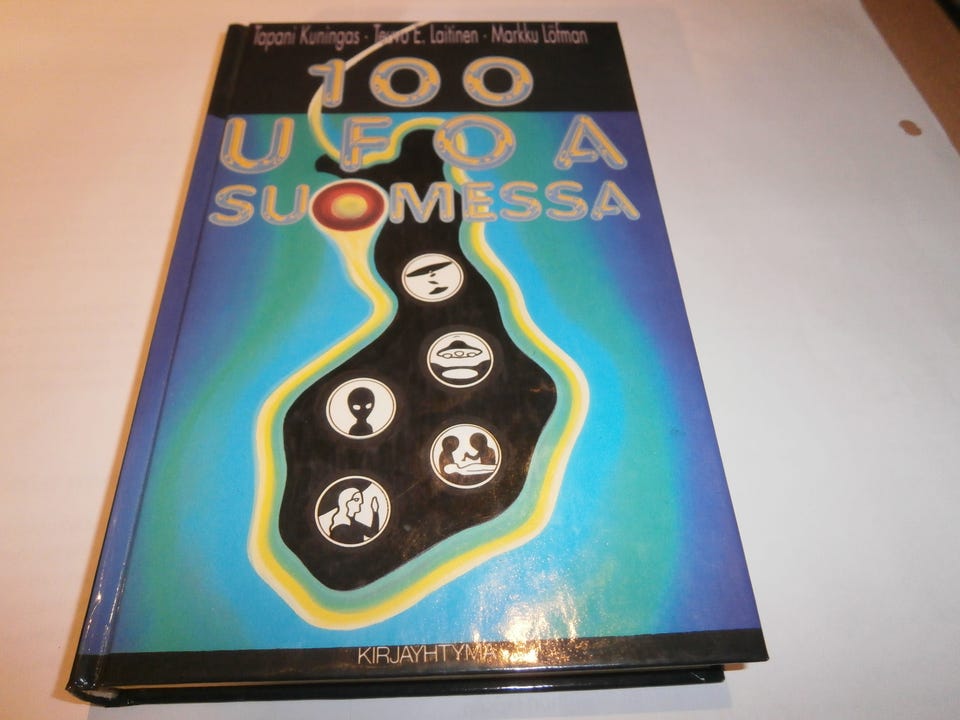 Tapani Kuningas · Teuvo E. Laitinen · Markku Löfman
100
UFOA
SUOMESSA
KIRJAYHTYMÄ